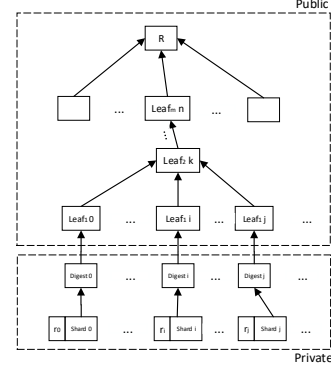 Public
R
... Leafₘ n ...
...
Leaf₂ k
Leaf₁ 0 ... Leaf₁ i ... Leaf₁ j ...
Digest 0 ... Digest i ... Digest j ...
r₀ Shard 0 ... rᵢ Shard i ... rⱼ Shard j ...
Private